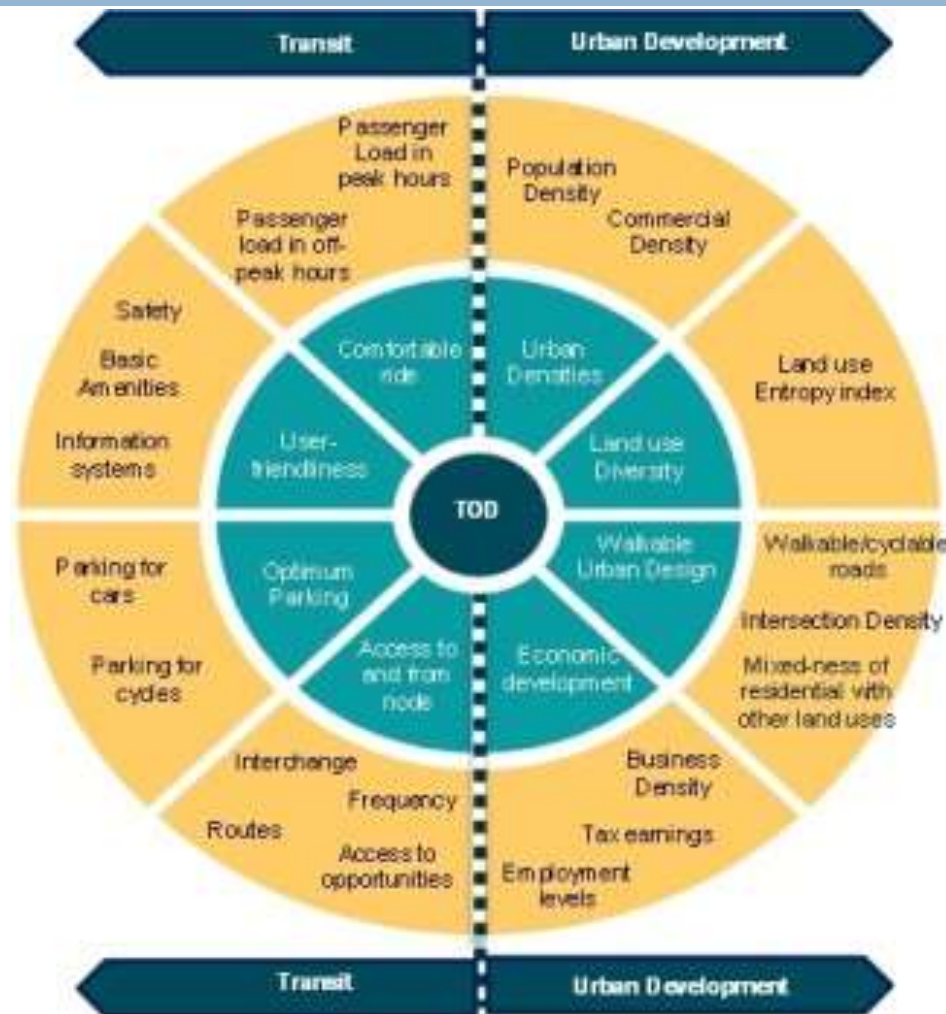 Transit
Urban Development
Passenger
Load in
peak hours
Passenger
load in off-
peak hours
Population
Density
Commercial
Density
Safety
Basic
Amenities
Information
systems
Comfortable
ride
Urban
Densities
Land use
Entropy index
User-
friendliness
Land use
Diversity
TOD
Parking for
cars
Parking for
cycles
Optimum
Parking
Walkable
Urban Design
Walkable/cyclable
roads
Intersection Density
Mixed-ness of
residential with
other land uses
Access to
and from
node
Economic
development
Interchange
Frequency
Routes
Access to
opportunities
Business
Density
Tax earnings
Employment
levels
Transit
Urban Development